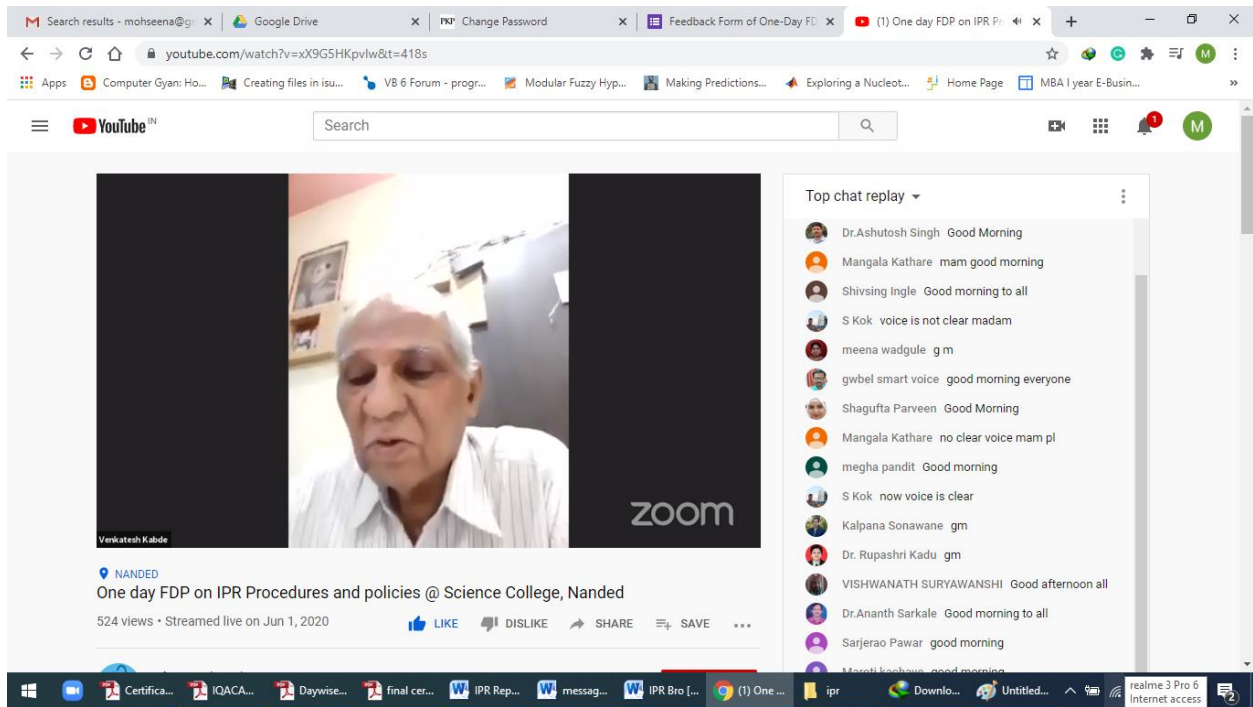 Search results - mohseena@g
Google Drive
PKP Change Password
Feedback Form of One-Day FD
(1) One day FDP on IPR Pr
youtube.com/watch?v=xX9G5HKpvIw&t=418s
M
Apps
Computer Gyan: Ho...
Creating files in isu...
VB 6 Forum - progr...
Modular Fuzzy Hyp...
Making Predictions...
Exploring a Nucleot...
Home Page
MBA I year E-Busin...
»
YouTube IN
Search
1
M
zoom
Venkatesh Kabde
NANDED
One day FDP on IPR Procedures and policies @ Science College, Nanded
524 views • Streamed live on Jun 1, 2020
LIKE DISLIKE SHARE SAVE ...
Top chat replay
Dr.Ashutosh Singh Good Morning
Mangala Kathare mam good morning
Shivsing Ingle Good morning to all
S Kok voice is not clear madam
meena wadgule g m
gwbel smart voice good morning everyone
Shagufta Parveen Good Morning
Mangala Kathare no clear voice mam pl
megha pandit Good morning
S Kok now voice is clear
Kalpana Sonawane gm
Dr. Rupashri Kadu gm
VISHWANATH SURYAWANSHI Good afternoon all
Dr.Ananth Sarkale Good morning to all
Sarjerao Pawar good morning
good morning
Certifica...
IQACA...
Daywise...
final cer...
IPR Rep...
messag...
IPR Bro [...
(1) One ...
ipr
Downlo...
Untitled...
realme 3 Pro 6
Internet access
2